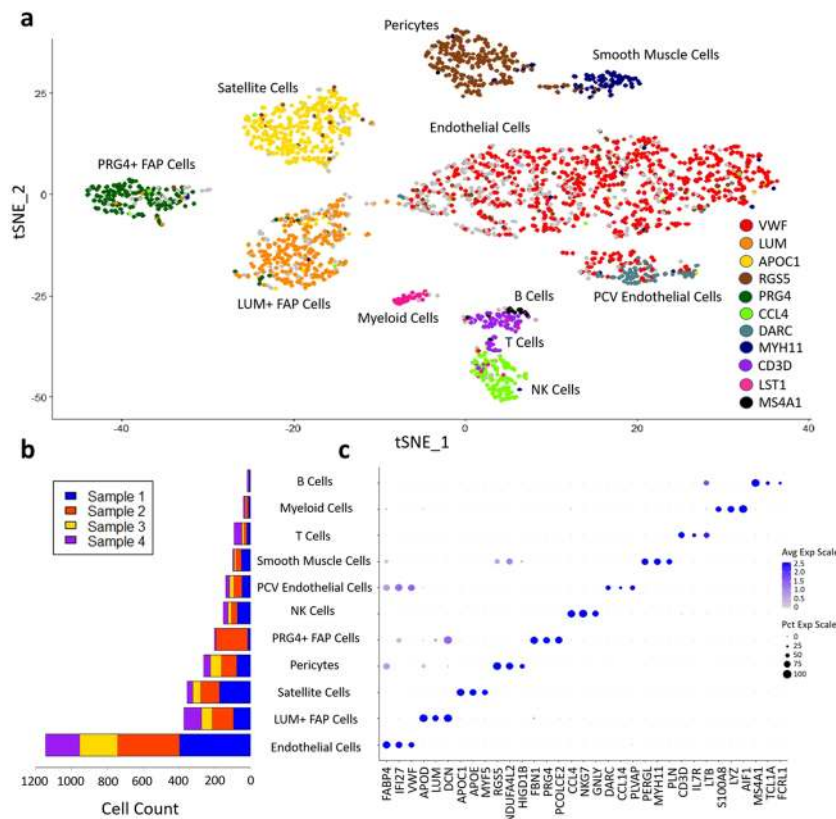 a
Pericytes
Smooth Muscle Cells
Satellite Cells
Endothelial Cells
PRG4+ FAP Cells
LUM+ FAP Cells
Myeloid Cells
B Cells
T Cells
NK Cells
PCV Endothelial Cells
tSNE_2
25
0
-25
-50
-40
-20
0
20
40
tSNE_1
VWF
LUM
APOC1
RGS5
PRG4
CCL4
DARC
MYH11
CD3D
LST1
MS4A1
b
Sample 1
Sample 2
Sample 3
Sample 4
1200
1000
800
600
400
200
0
Cell Count
c
B Cells
Myeloid Cells
T Cells
Smooth Muscle Cells
PCV Endothelial Cells
NK Cells
PRG4+ FAP Cells
Pericytes
Satellite Cells
LUM+ FAP Cells
Endothelial Cells
FABP4
IFI27
VWF
APOD
LUM
DCN
APOC1
APOE
MYF5
RGS5
NDUFA4L2
HIGD1B
FBN1
PRG4
PCOLCE2
CCL4
NKG7
GNLY
DARC
CCL14
PLVAP
PERGL
MYH11
PLN
CD3D
IL7R
LTB
S100A8
LYZ
AIF1
MS4A1
TCL1A
FCRL1
Avg Exp Scale
2.5
2.0
1.5
1.0
0.5
0
Pct Exp Scale
0
25
50
75
100